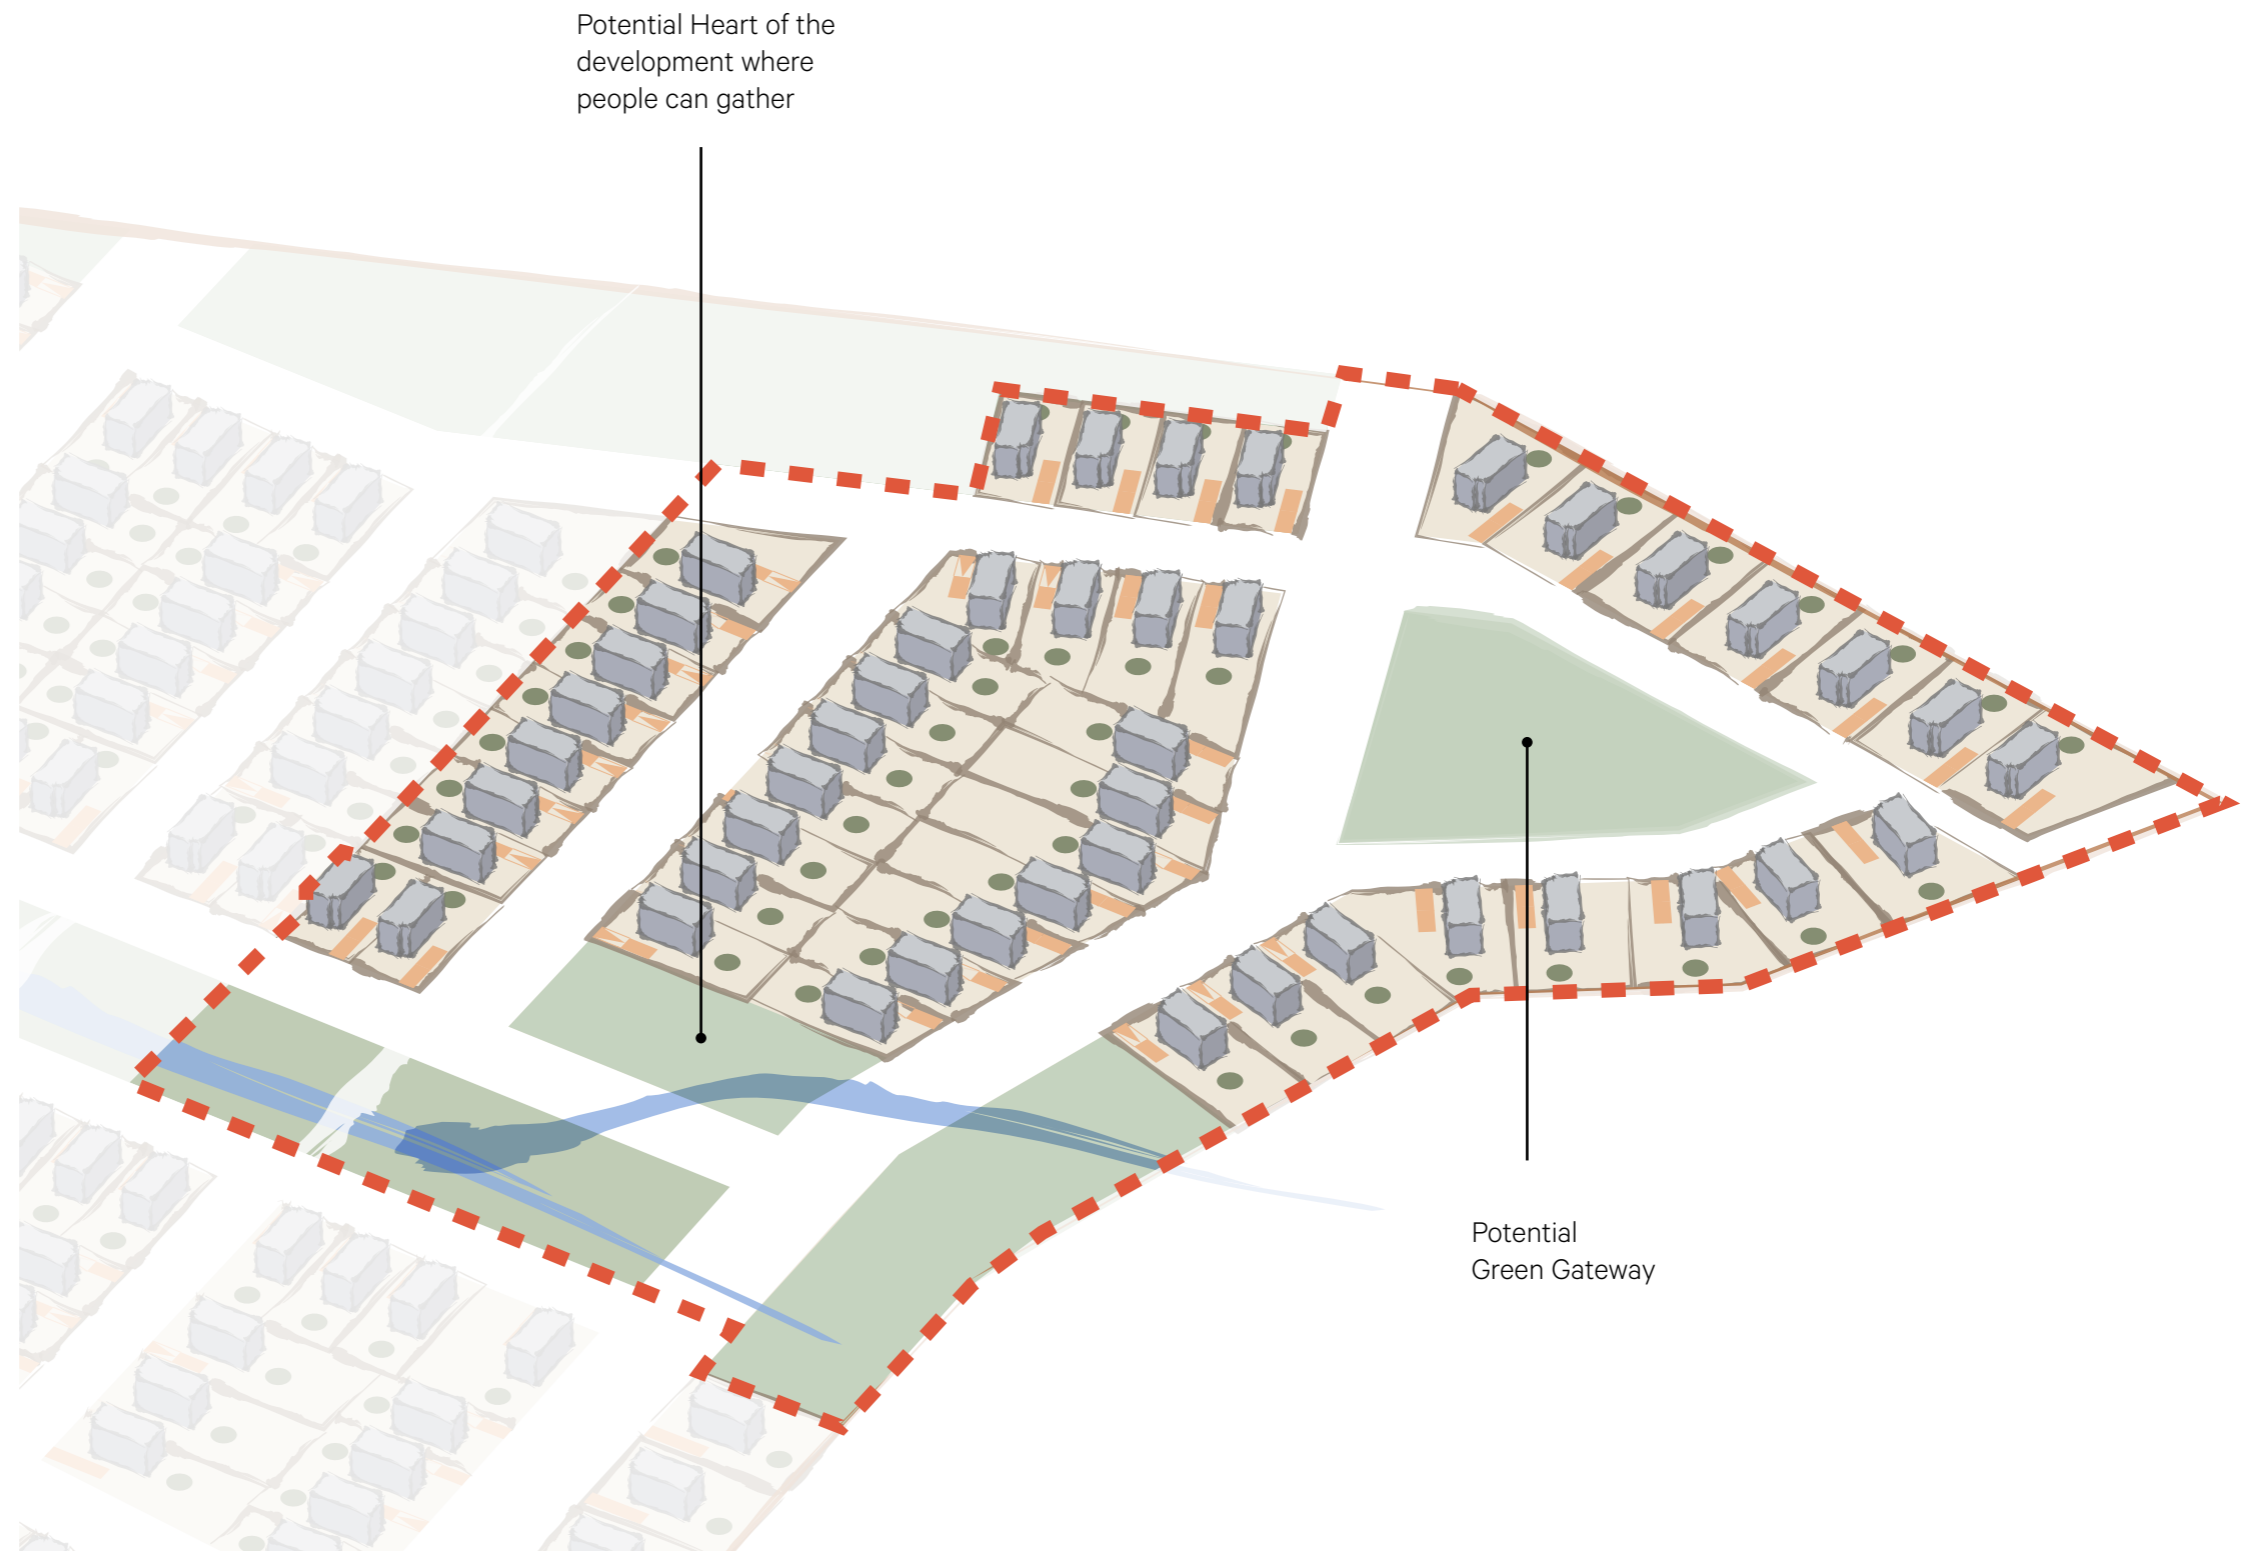 Potential Heart of the
development where
people can gather
Potential
Green Gateway